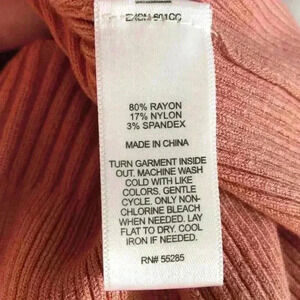 80% RAYON
17% NYLON
3% SPANDEX
MADE IN CHINA
TURN GARMENT INSIDE
OUT. MACHINE WASH
COLD WITH LIKE
COLORS, GENTLE
CYCLE. ONLY NON-
CHLORINE BLEACH
WHEN NEEDED. LAY
FLAT TO DRY. COOL
IRON IF NEEDED.
RN# 55285